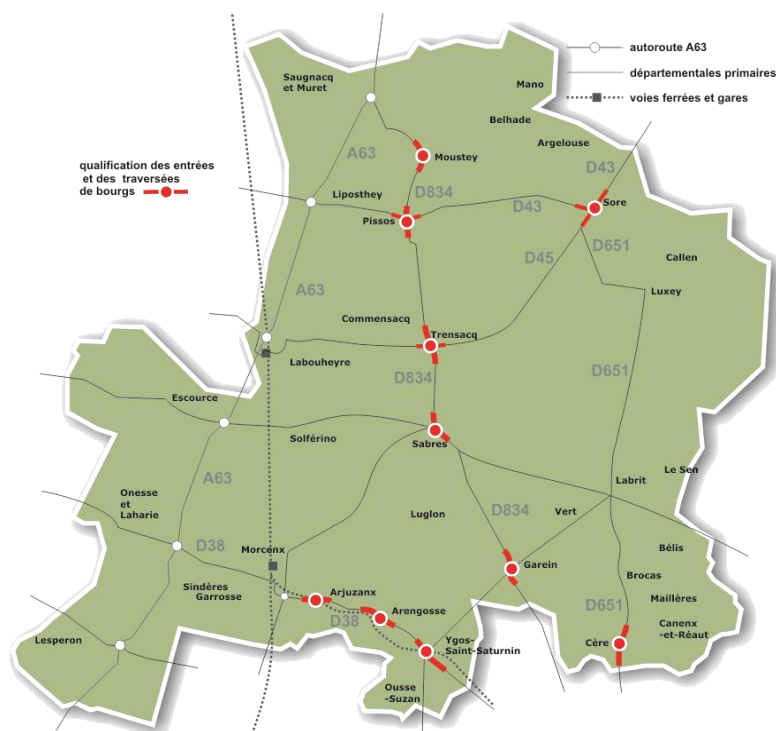 autoroute A63
départementales primaires
voies ferrées et gares
qualification des entrées
et des traversées
de bourgs
Saugnacq
et Muret
Mano
Belhade
Argelouse
A63
Moustey
D43
Liposthey
D834
Pissos
D43
Sore
D45
D651
Callen
A63
Luxey
Commensacq
Trensacq
Labouheyre
D834
D651
Escource
Solférino
Sabres
A63
Labrit
Le Sen
Onesse
et
Laharie
Luglon
D834
Vert
D38
Morcenx
Bélis
Garein
Sindères
Garrosse
Arjuzanx
Brocas
Maillères
D651
Arengosse
D38
Canenx
-et-Réaut
Lesperon
Ygos-
Saint-Saturnin
Cère
Ousse
-Suzan